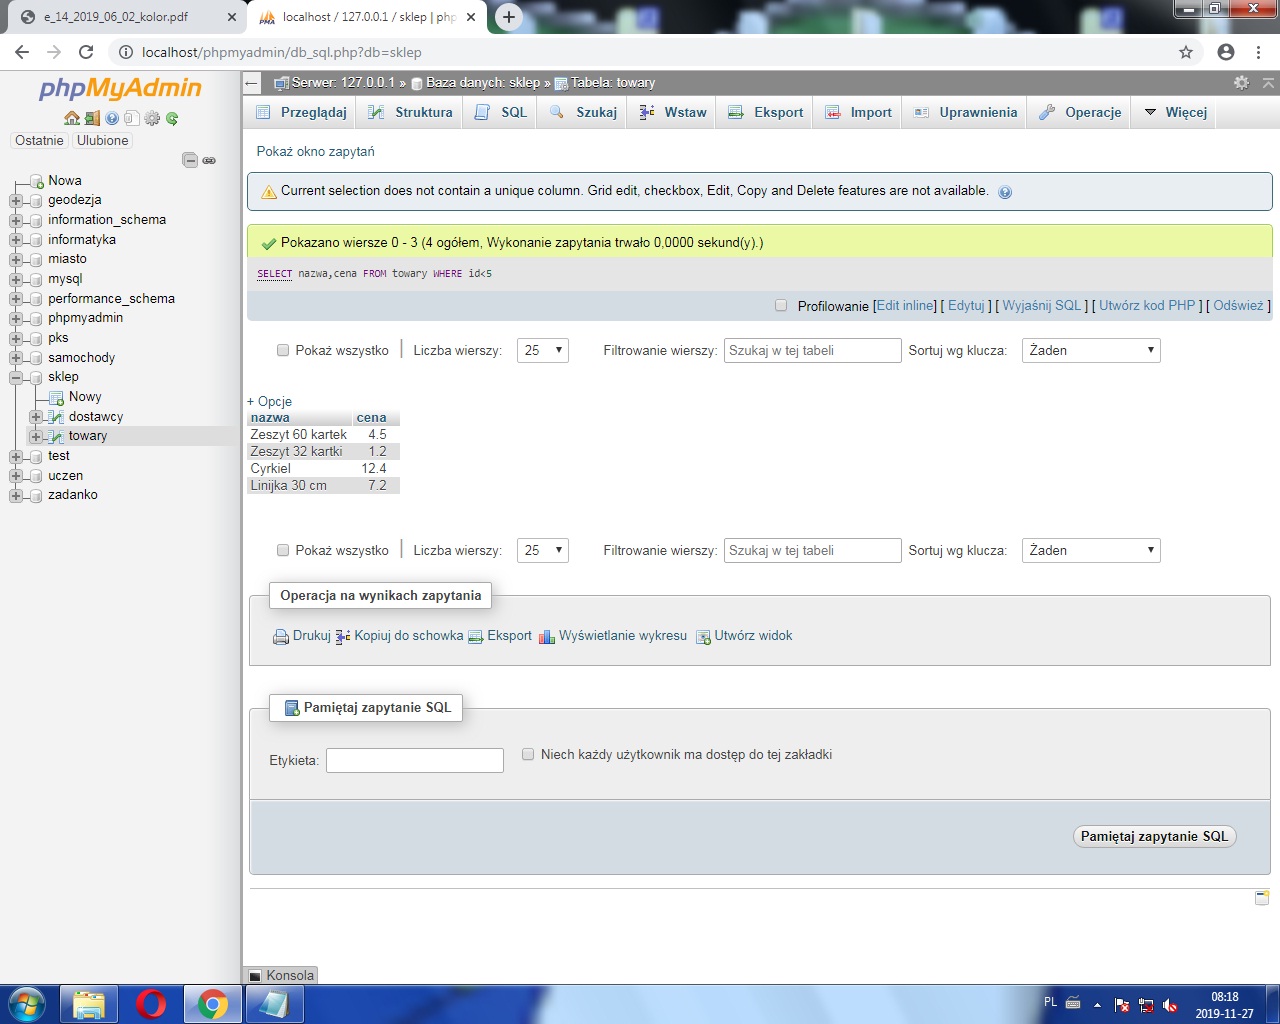 e_14_2019_06_02_kolor.pdf
localhost / 127.0.0.1 / sklep | php
localhost/phpmyadmin/db_sql.php?db=sklep
phpMyAdmin
Ostatnie Ulubione
Nowa
geodezja
information_schema
informatyka
miasto
mysql
performance_schema
phpmyadmin
pks
samochody
sklep
Nowy
dostawcy
towary
test
uczen
zadanko
Serwer: 127.0.0.1 » Baza danych: sklep » Tabela: towary
Przeglądaj Struktura SQL Szukaj Wstaw Eksport Import Uprawnienia Operacje Więcej
Pokaż okno zapytań
Current selection does not contain a unique column. Grid edit, checkbox, Edit, Copy and Delete features are not available.
Pokazano wiersze 0 - 3 (4 ogółem, Wykonanie zapytania trwało 0,0000 sekund(y).)
SELECT nazwa,cena FROM towary WHERE id<5
Profilowanie [Edit inline] [ Edytuj ] [ Wyjaśnij SQL ] [ Utwórz kod PHP ] [ Odśwież ]
Pokaż wszystko | Liczba wierszy: 25 Filtrowanie wierszy: Szukaj w tej tabeli Sortuj wg klucza: Żaden
+ Opcje
nazwa cena
Zeszyt 60 kartek 4.5
Zeszyt 32 kartki 1.2
Cyrkiel 12.4
Linijka 30 cm 7.2
Pokaż wszystko | Liczba wierszy: 25 Filtrowanie wierszy: Szukaj w tej tabeli Sortuj wg klucza: Żaden
Operacja na wynikach zapytania
Drukuj Kopiuj do schowka Eksport Wyświetlanie wykresu Utwórz widok
Pamiętaj zapytanie SQL
Etykieta: Niech każdy użytkownik ma dostęp do tej zakładki
Pamiętaj zapytanie SQL
Konsola
PL 08:18
2019-11-27